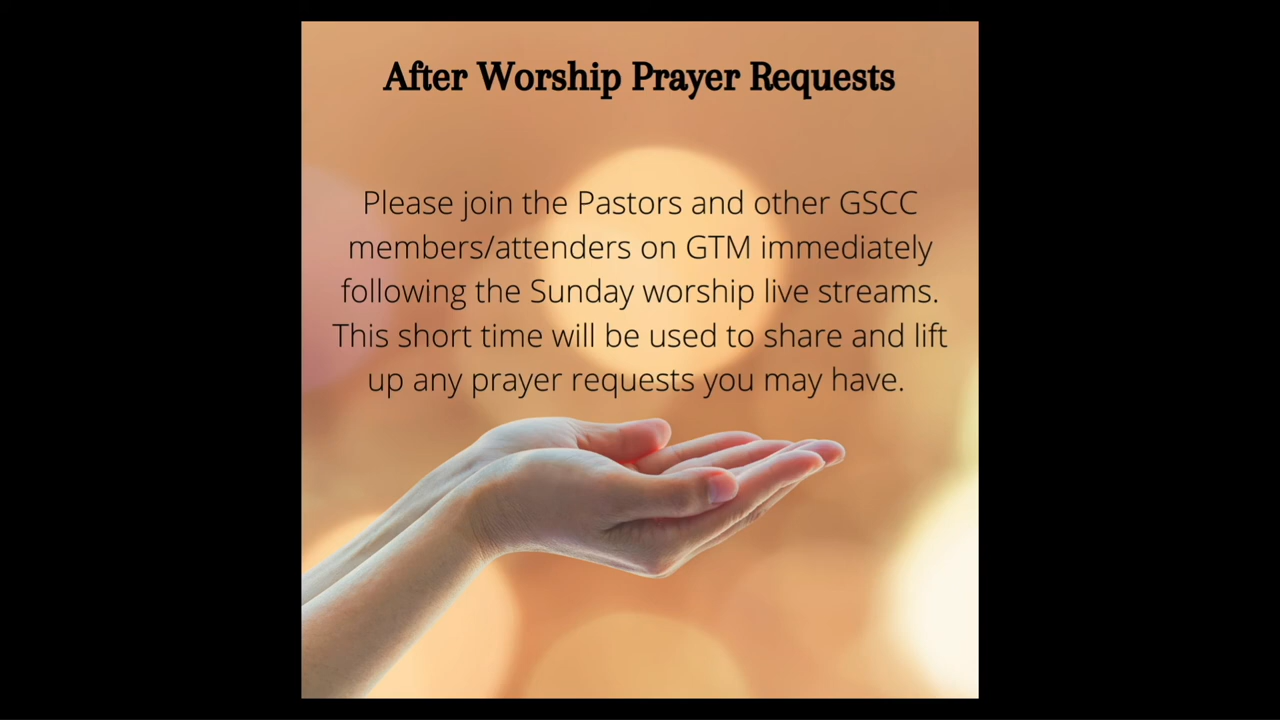 After Worship Prayer Requests
Please join the Pastors and other GSCC
members/attenders on GTM immediately
following the Sunday worship live streams.
This short time will be used to share and lift
up any prayer requests you may have.